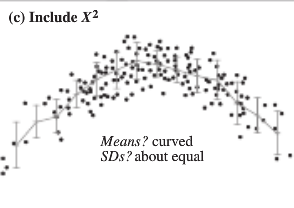 (c) Include X²
Means? curved
SDs? about equal